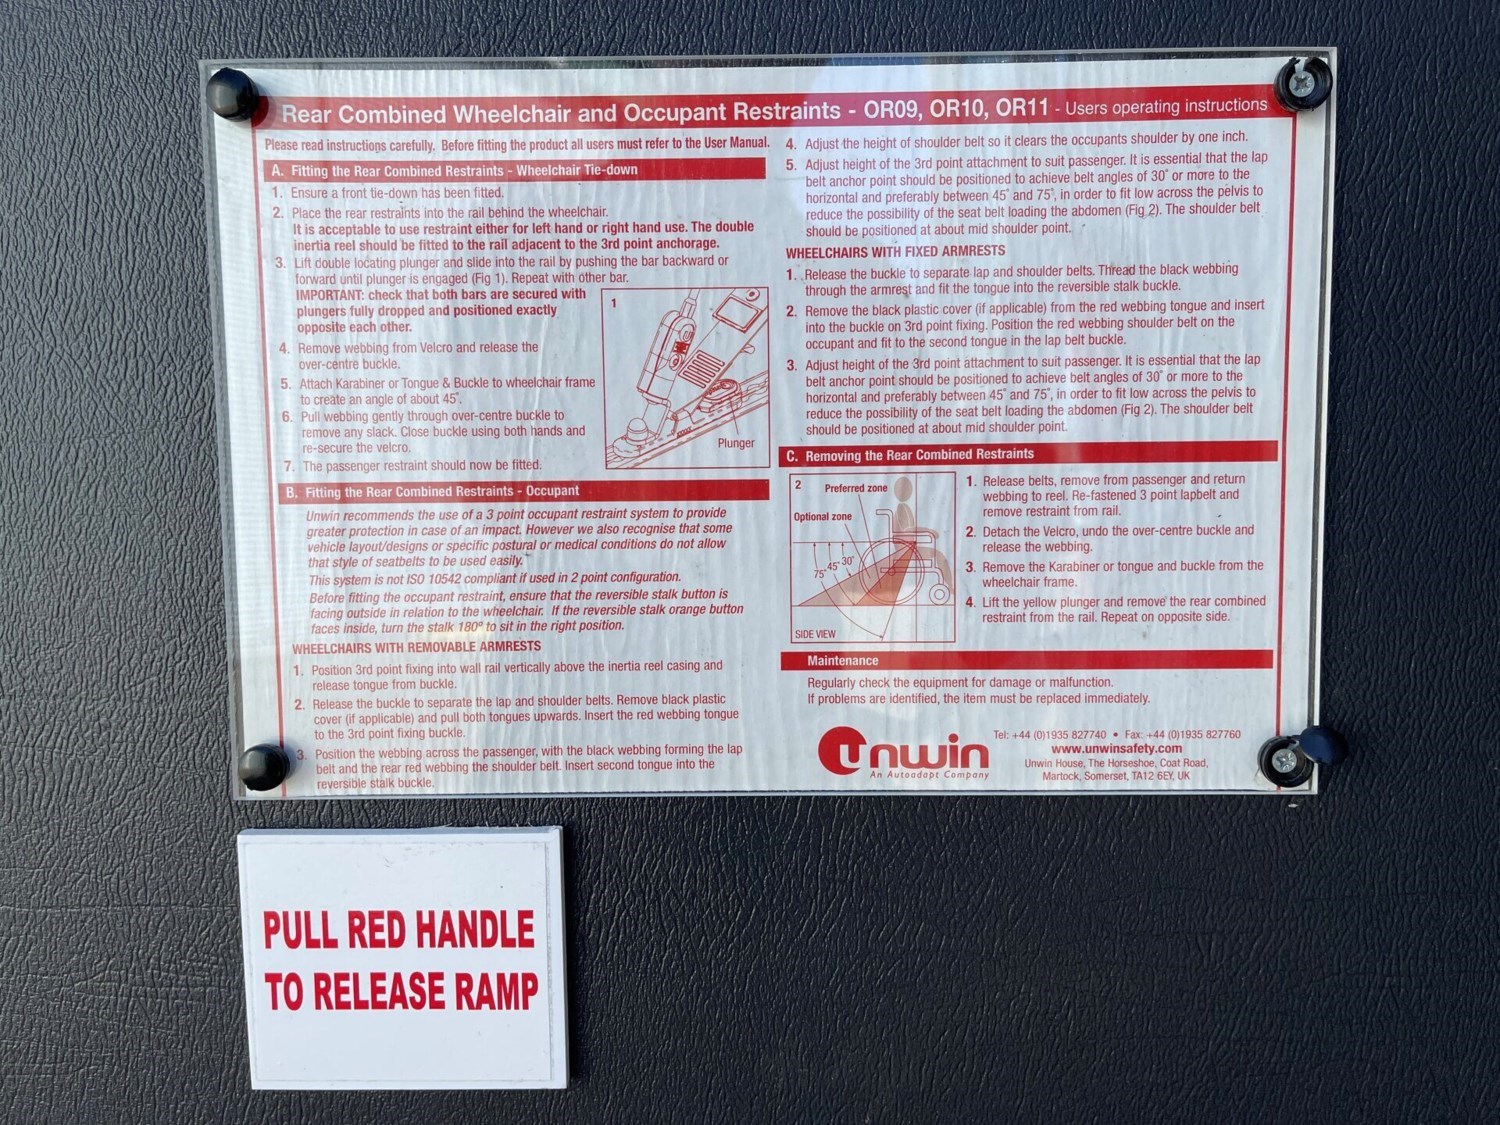 Rear Combined Wheelchair and Occupant Restraints - OR09, OR10, OR11 - Users operating instructions
Please read instructions carefully. Before fitting the product all users must refer to the User Manual.
A. Fitting the Rear Combined Restraints - Wheelchair Tie-down
1. Ensure a front tie-down has been fitted.
2. Place the rear restraints into the rail behind the wheelchair.
It is acceptable to use restraint either for left hand or right hand use. The double
inertia reel should be fitted to the rail adjacent to the 3rd point anchorage.
3. Lift double locating plunger and slide into the rail by pushing the bar backward or
forward until plunger is engaged (Fig 1). Repeat with other bar.
IMPORTANT: check that both bars are secured with
plungers fully dropped and positioned exactly
opposite each other.
4. Remove webbing from Velcro and release the
over-centre buckle.
5. Attach Karabiner or Tongue & Buckle to wheelchair frame
to create an angle of about 45°.
6. Pull webbing gently through over-centre buckle to
remove any slack. Close buckle using both hands and
re-secure the velcro.
7. The passenger restraint should now be fitted.
1
Plunger
B. Fitting the Rear Combined Restraints - Occupant
Unwin recommends the use of a 3 point occupant restraint system to provide
greater protection in case of an impact. However we also recognise that some
vehicle layout/designs or specific postural or medical conditions do not allow
that style of seatbelts to be used easily.
This system is not ISO 10542 compliant if used in 2 point configuration.
Before fitting the occupant restraint, ensure that the reversible stalk button is
facing outside in relation to the wheelchair. If the reversible stalk orange button
faces inside, turn the stalk 180º to sit in the right position.
WHEELCHAIRS WITH REMOVABLE ARMRESTS
1. Position 3rd point fixing into wall rail vertically above the inertia reel casing and
release tongue from buckle.
2. Release the buckle to separate the lap and shoulder belts. Remove black plastic
cover (if applicable) and pull both tongues upwards. Insert the red webbing tongue
to the 3rd point fixing buckle.
3. Position the webbing across the passenger, with the black webbing forming the lap
belt and the rear red webbing the shoulder belt. Insert second tongue into the
reversible stalk buckle.
4. Adjust the height of shoulder belt so it clears the occupants shoulder by one inch.
5. Adjust height of the 3rd point attachment to suit passenger. It is essential that the lap
belt anchor point should be positioned to achieve belt angles of 30° or more to the
horizontal and preferably between 45° and 75°, in order to fit low across the pelvis to
reduce the possibility of the seat belt loading the abdomen (Fig 2). The shoulder belt
should be positioned at about mid shoulder point.
WHEELCHAIRS WITH FIXED ARMRESTS
1. Release the buckle to separate lap and shoulder belts. Thread the black webbing
through the armrest and fit the tongue into the reversible stalk buckle.
2. Remove the black plastic cover (if applicable) from the red webbing tongue and insert
into the buckle on 3rd point fixing. Position the red webbing shoulder belt on the
occupant and fit to the second tongue in the lap belt buckle.
3. Adjust height of the 3rd point attachment to suit passenger. It is essential that the lap
belt anchor point should be positioned to achieve belt angles of 30° or more to the
horizontal and preferably between 45° and 75°, in order to fit low across the pelvis to
reduce the possibility of the seat belt loading the abdomen (Fig 2). The shoulder belt
should be positioned at about mid shoulder point.
C. Removing the Rear Combined Restraints
2
Preferred zone
Optional zone
75° 45° 30°
SIDE VIEW
1. Release belts, remove from passenger and return
webbing to reel. Re-fastened 3 point lapbelt and
remove restraint from rail.
2. Detach the Velcro, undo the over-centre buckle and
release the webbing.
3. Remove the Karabiner or tongue and buckle from the
wheelchair frame.
4. Lift the yellow plunger and remove the rear combined
restraint from the rail. Repeat on opposite side.
Maintenance
Regularly check the equipment for damage or malfunction.
If problems are identified, the item must be replaced immediately.
unwin
An Autoadapt Company
Tel: +44 (0)1935 827740 • Fax: +44 (0)1935 827760
www.unwinsafety.com
Unwin House, The Horseshoe, Coat Road,
Martock, Somerset, TA12 6EY, UK
PULL RED HANDLE
TO RELEASE RAMP